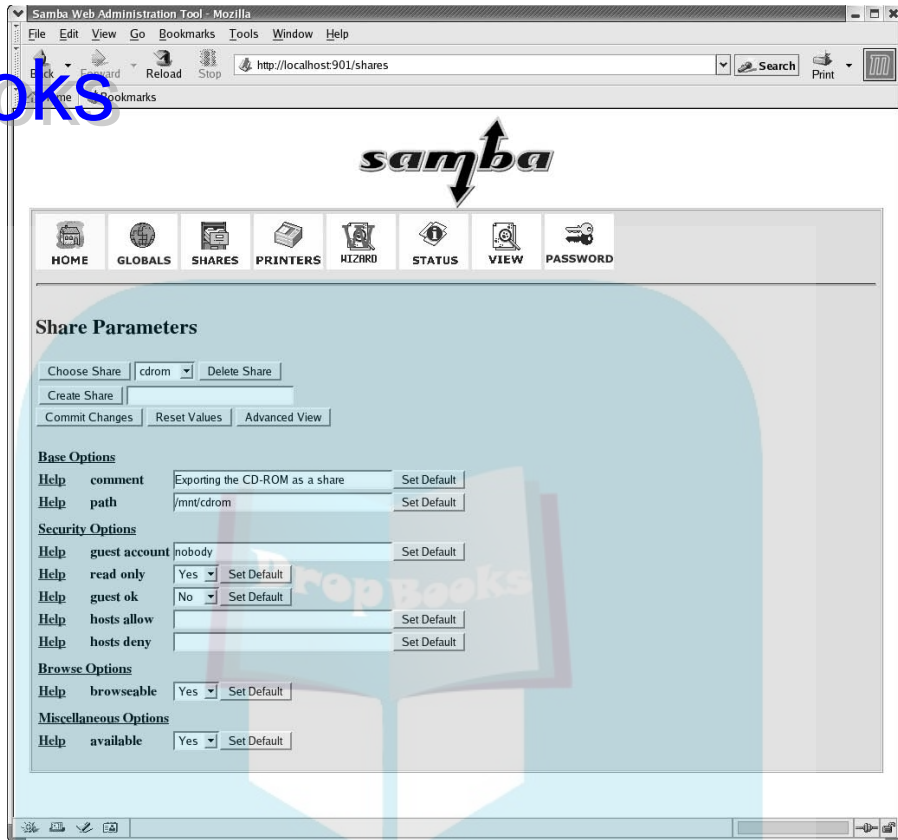 Samba Web Administration Tool - Mozilla
File Edit View Go Bookmarks Tools Window Help
Back Forward Reload Stop http://localhost:901/shares Search Print
Home Bookmarks
oks
samba
HOME GLOBALS SHARES PRINTERS WIZARD STATUS VIEW PASSWORD
Share Parameters
Choose Share cdrom Delete Share
Create Share
Commit Changes Reset Values Advanced View
Base Options
Help comment Exporting the CD-ROM as a share Set Default
Help path /mnt/cdrom Set Default
Security Options
Help guest account nobody Set Default
Help read only Yes Set Default
Help guest ok No Set Default
Help hosts allow Set Default
Help hosts deny Set Default
DropBooks
Browse Options
Help browseable Yes Set Default
Miscellaneous Options
Help available Yes Set Default